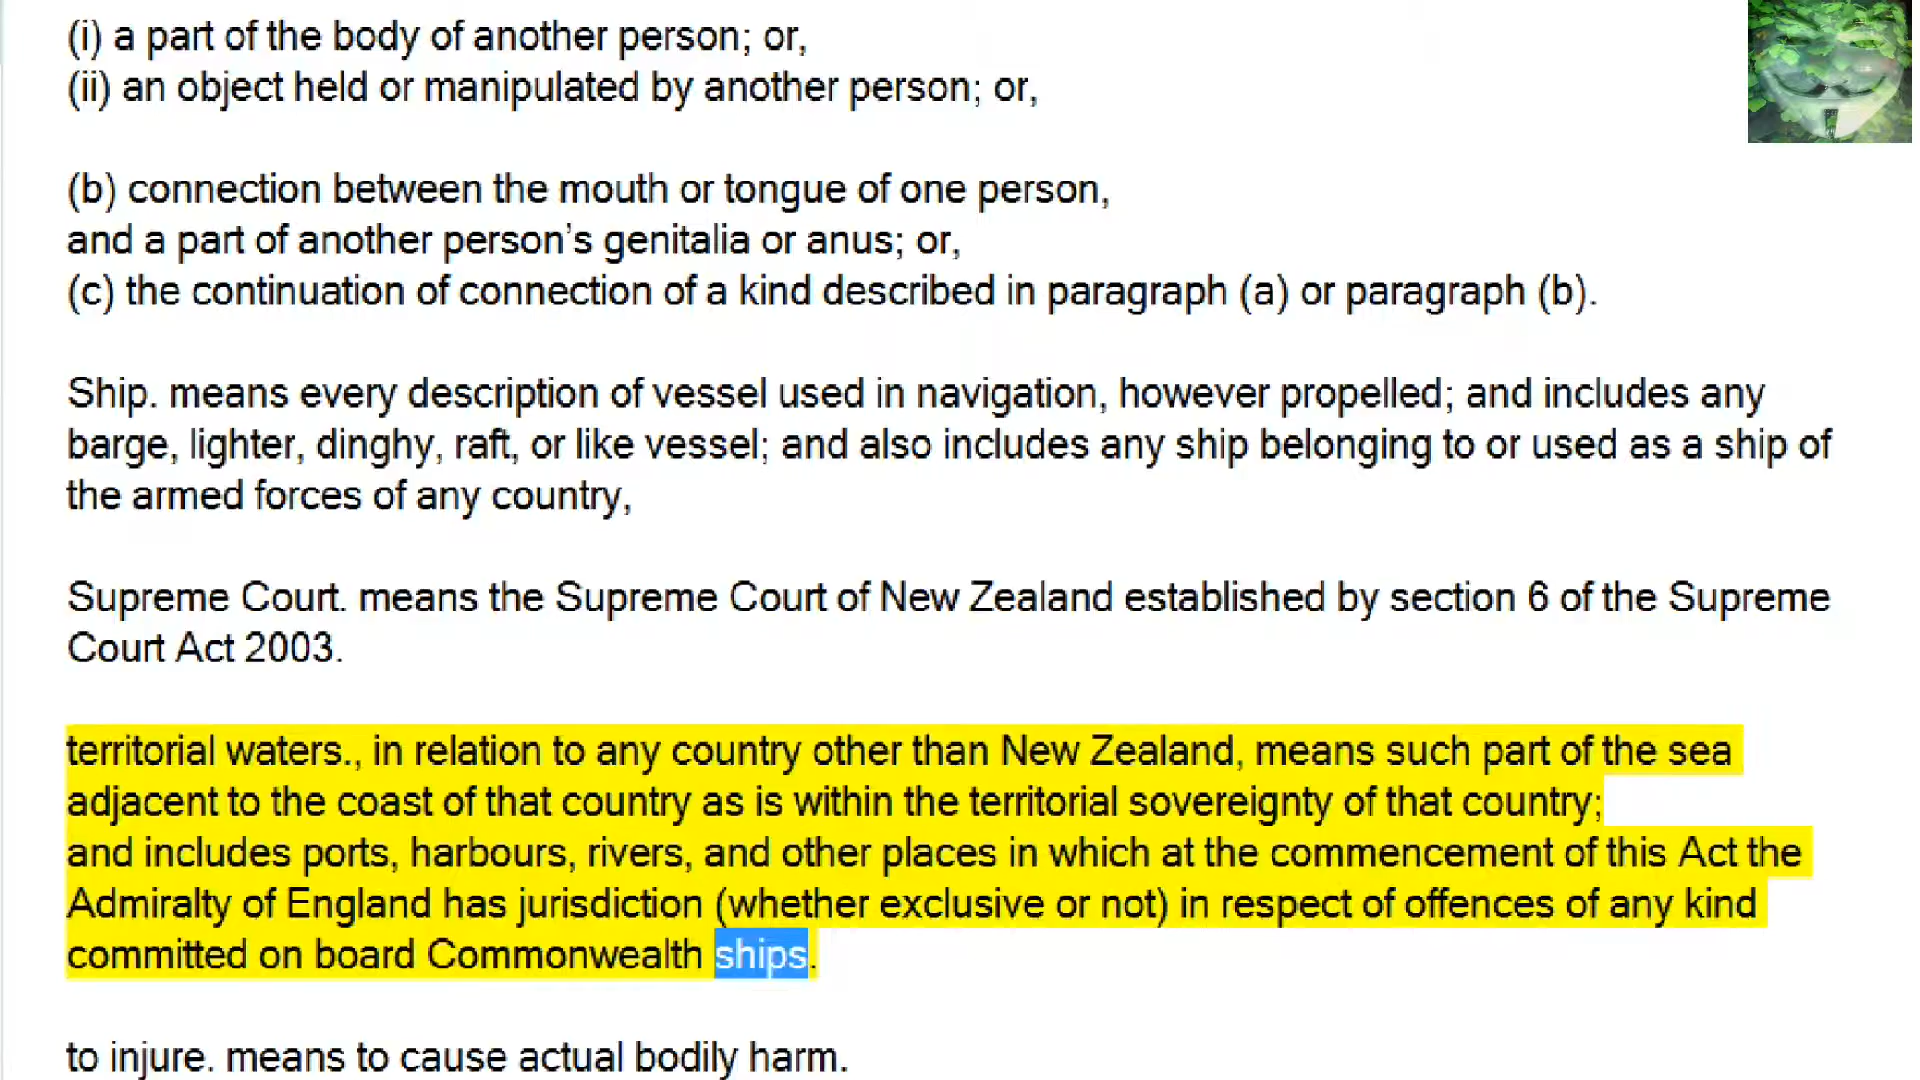 (i) a part of the body of another person; or,
(ii) an object held or manipulated by another person; or,
(b) connection between the mouth or tongue of one person,
and a part of another person’s genitalia or anus; or,
(c) the continuation of connection of a kind described in paragraph (a) or paragraph (b).
Ship. means every description of vessel used in navigation, however propelled; and includes any
barge, lighter, dinghy, raft, or like vessel; and also includes any ship belonging to or used as a ship of
the armed forces of any country,
Supreme Court. means the Supreme Court of New Zealand established by section 6 of the Supreme
Court Act 2003.
territorial waters., in relation to any country other than New Zealand, means such part of the sea
adjacent to the coast of that country as is within the territorial sovereignty of that country;
and includes ports, harbours, rivers, and other places in which at the commencement of this Act the
Admiralty of England has jurisdiction (whether exclusive or not) in respect of offences of any kind
committed on board Commonwealth ships.
to injure. means to cause actual bodily harm.